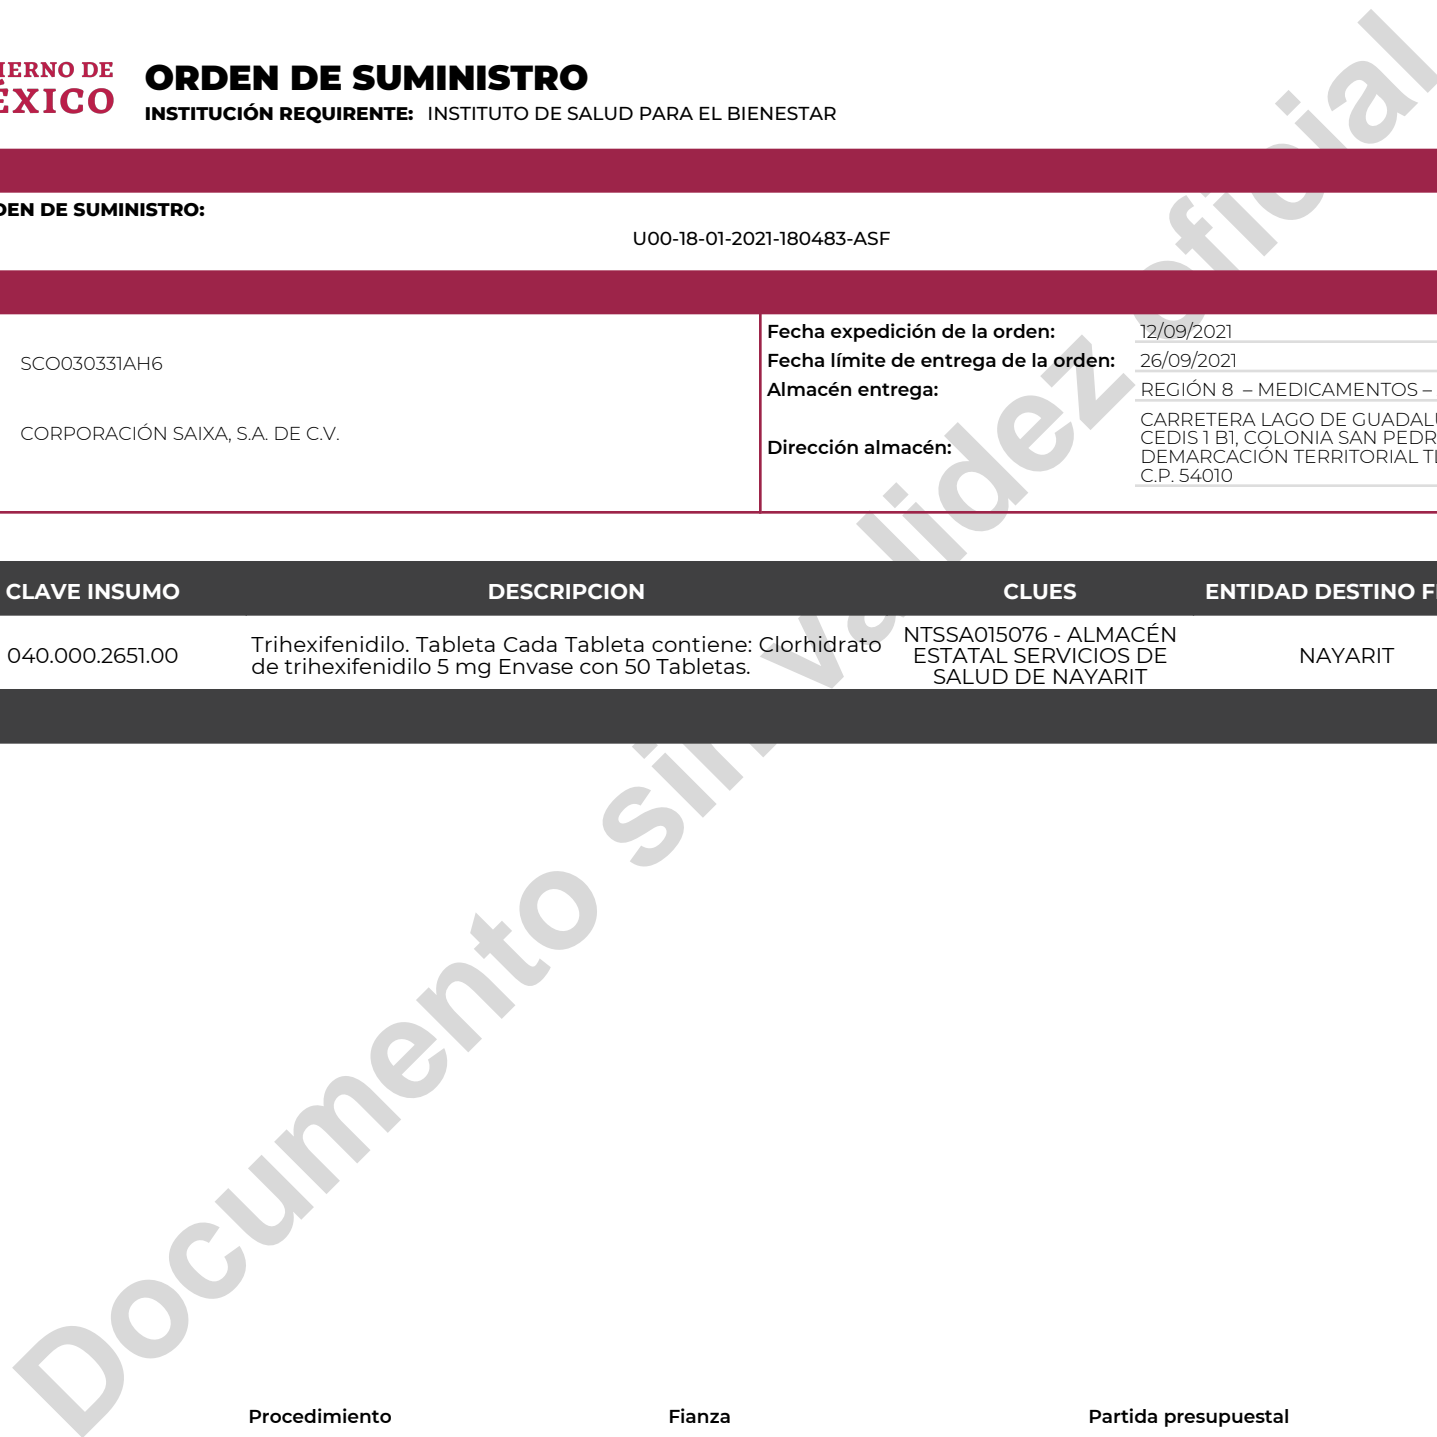 IERNO DE
ÉXICO
ORDEN DE SUMINISTRO
INSTITUCIÓN REQUIRENTE: INSTITUTO DE SALUD PARA EL BIENESTAR
DEN DE SUMINISTRO:
U00-18-01-2021-180483-ASF
SCO030331AH6
CORPORACIÓN SAIXA, S.A. DE C.V.
Fecha expedición de la orden: 12/09/2021
Fecha límite de entrega de la orden: 26/09/2021
Almacén entrega: REGIÓN 8 – MEDICAMENTOS –
Dirección almacén:
CARRETERA LAGO DE GUADALU
CEDIS 1 B1, COLONIA SAN PEDR
DEMARCACIÓN TERRITORIAL TL
C.P. 54010
CLAVE INSUMO DESCRIPCION CLUES ENTIDAD DESTINO F
040.000.2651.00
Trihexifenidilo. Tableta Cada Tableta contiene: Clorhidrato
de trihexifenidilo 5 mg Envase con 50 Tabletas.
NTSSA015076 - ALMACÉN
ESTATAL SERVICIOS DE
SALUD DE NAYARIT
NAYARIT
Documento sin validez oficial
Procedimiento Fianza Partida presupuestal